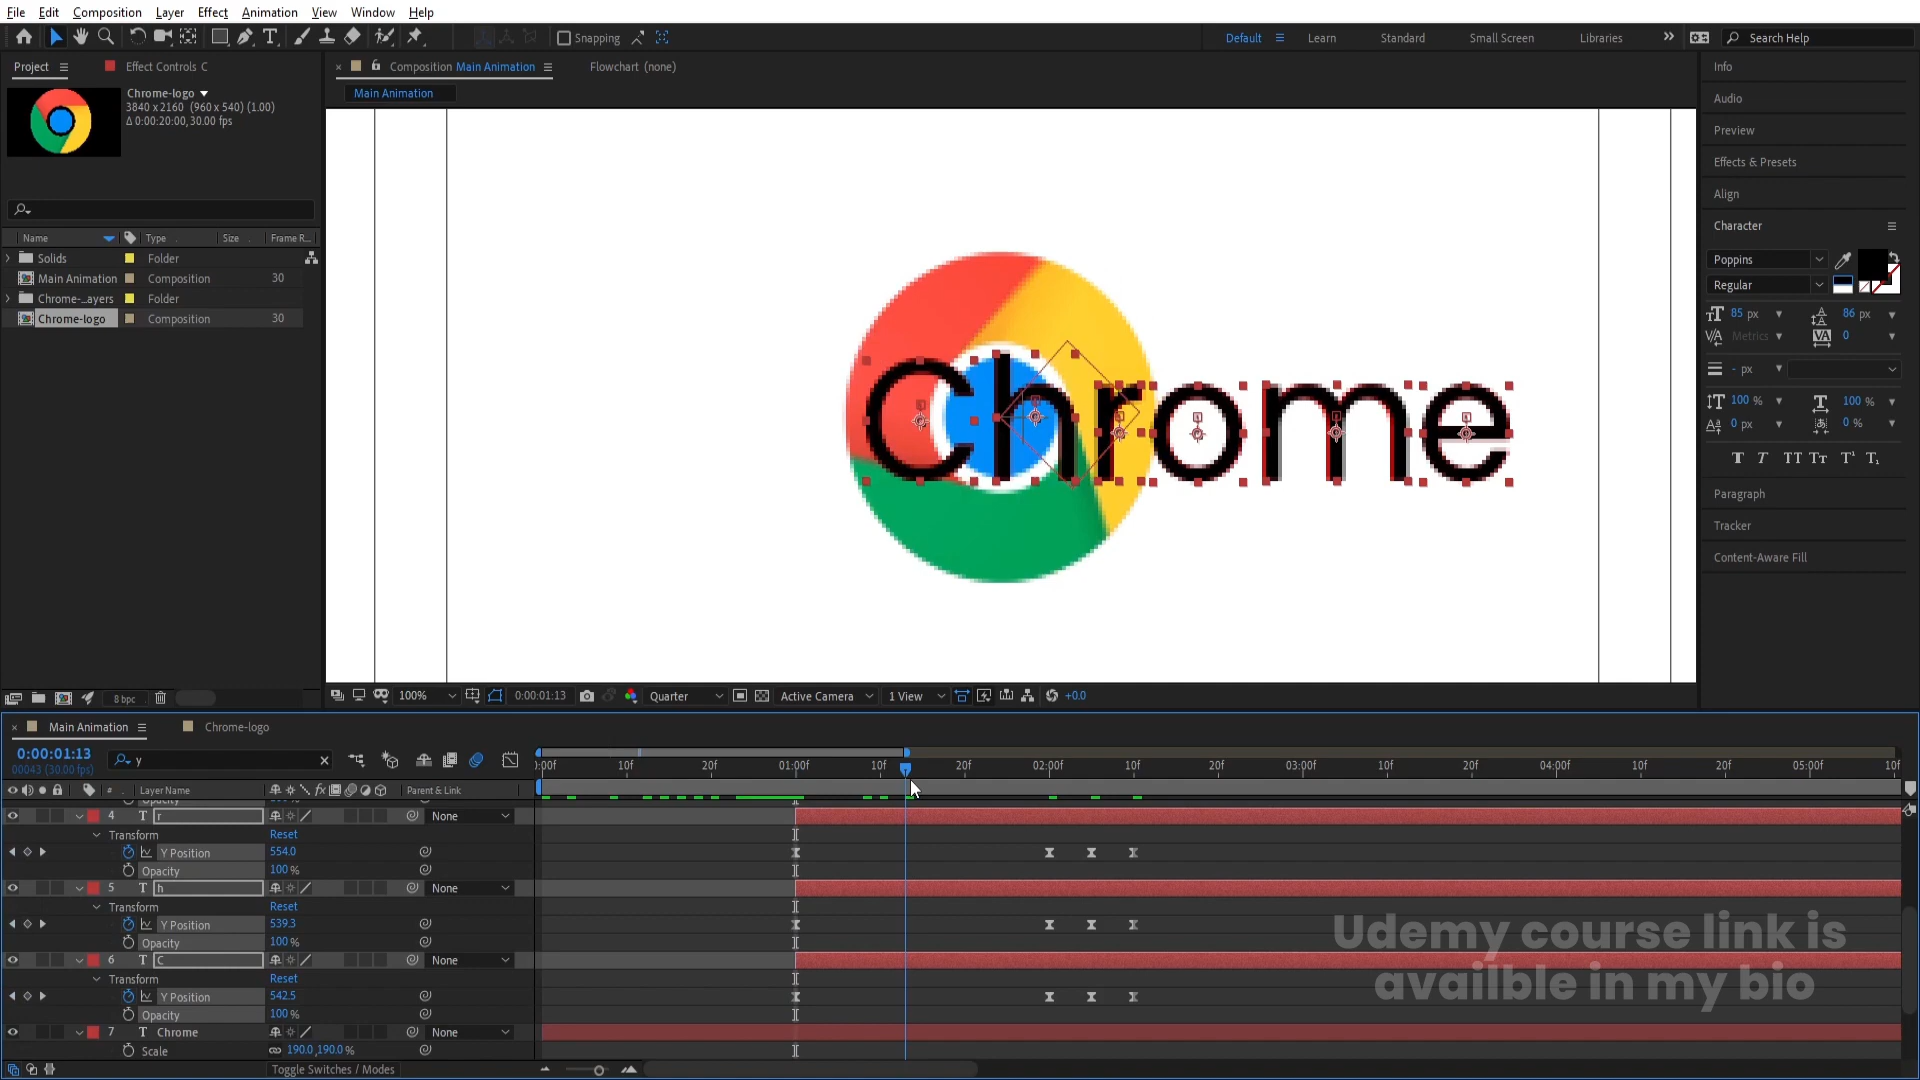 File Edit Composition Layer Effect Animation View Window Help
Snapping Default Learn Standard Small Screen Libraries Search Help
Project Effect Controls C Composition Main Animation Flowchart (none) Info
Chrome-logo
3840 x 2160 (960 x 540) (1.00)
Δ 0:00:20:00, 30.00 fps
Main Animation
Audio
Preview
Effects & Presets
Align
Character
Name Type Size Frame R...
Solids Folder
Main Animation Composition 30
Chrome-...ayers Folder
Chrome-logo Composition 30
Poppins
Regular
85 px 86 px
Metrics 0
- px
100 % 100 %
0 px 0 %
T T TT Tr T¹ T₁
Paragraph
Tracker
Content-Aware Fill
Chrome
8 bpc 100% 0:00:01:13 Quarter Active Camera 1 View +0.0
Main Animation Chrome-logo
0:00:01:13 y
00043 (30.00 fps)
):00f 10f 20f 01:00f 10f 20f 02:00f 10f 20f 03:00f 10f 20f 04:00f 10f 20f 05:00f 10f
# Layer Name Parent & Link
Opacity
4 T r None
Transform Reset
Y Position 554.0
Opacity 100 %
5 T h None
Transform Reset
Y Position 539.3
Opacity 100 %
6 T C None
Transform Reset
Y Position 542.5
Opacity 100 %
7 T Chrome None
Scale 190.0,190.0 %
Toggle Switches / Modes
Udemy course link is
availble in my bio